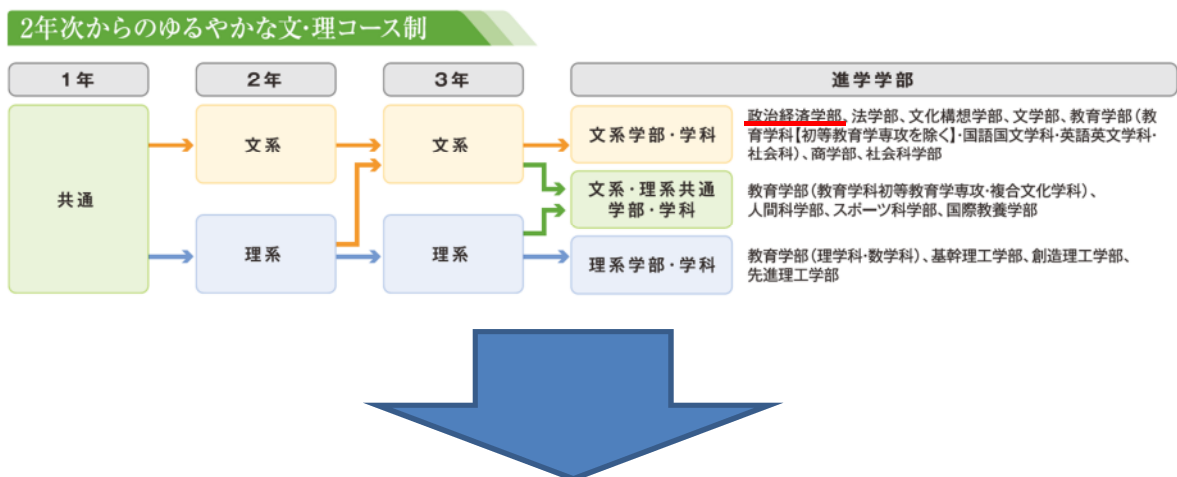 2年次からのゆるやかな文・理コース制
1年
2年
3年
進学学部
共通
文系
文系
文系学部・学科
政治経済学部、法学部、文化構想学部、文学部、教育学部（教
育学科【初等教育学専攻を除く】・国語国文学科・英語英文学科・
社会科）、商学部、社会科学部
文系・理系共通
学部・学科
教育学部（教育学科初等教育学専攻・複合文化学科）、
人間科学部、スポーツ科学部、国際教養学部
理系
理系
理系学部・学科
教育学部（理学科・数学科）、基幹理工学部、創造理工学部、
先進理工学部